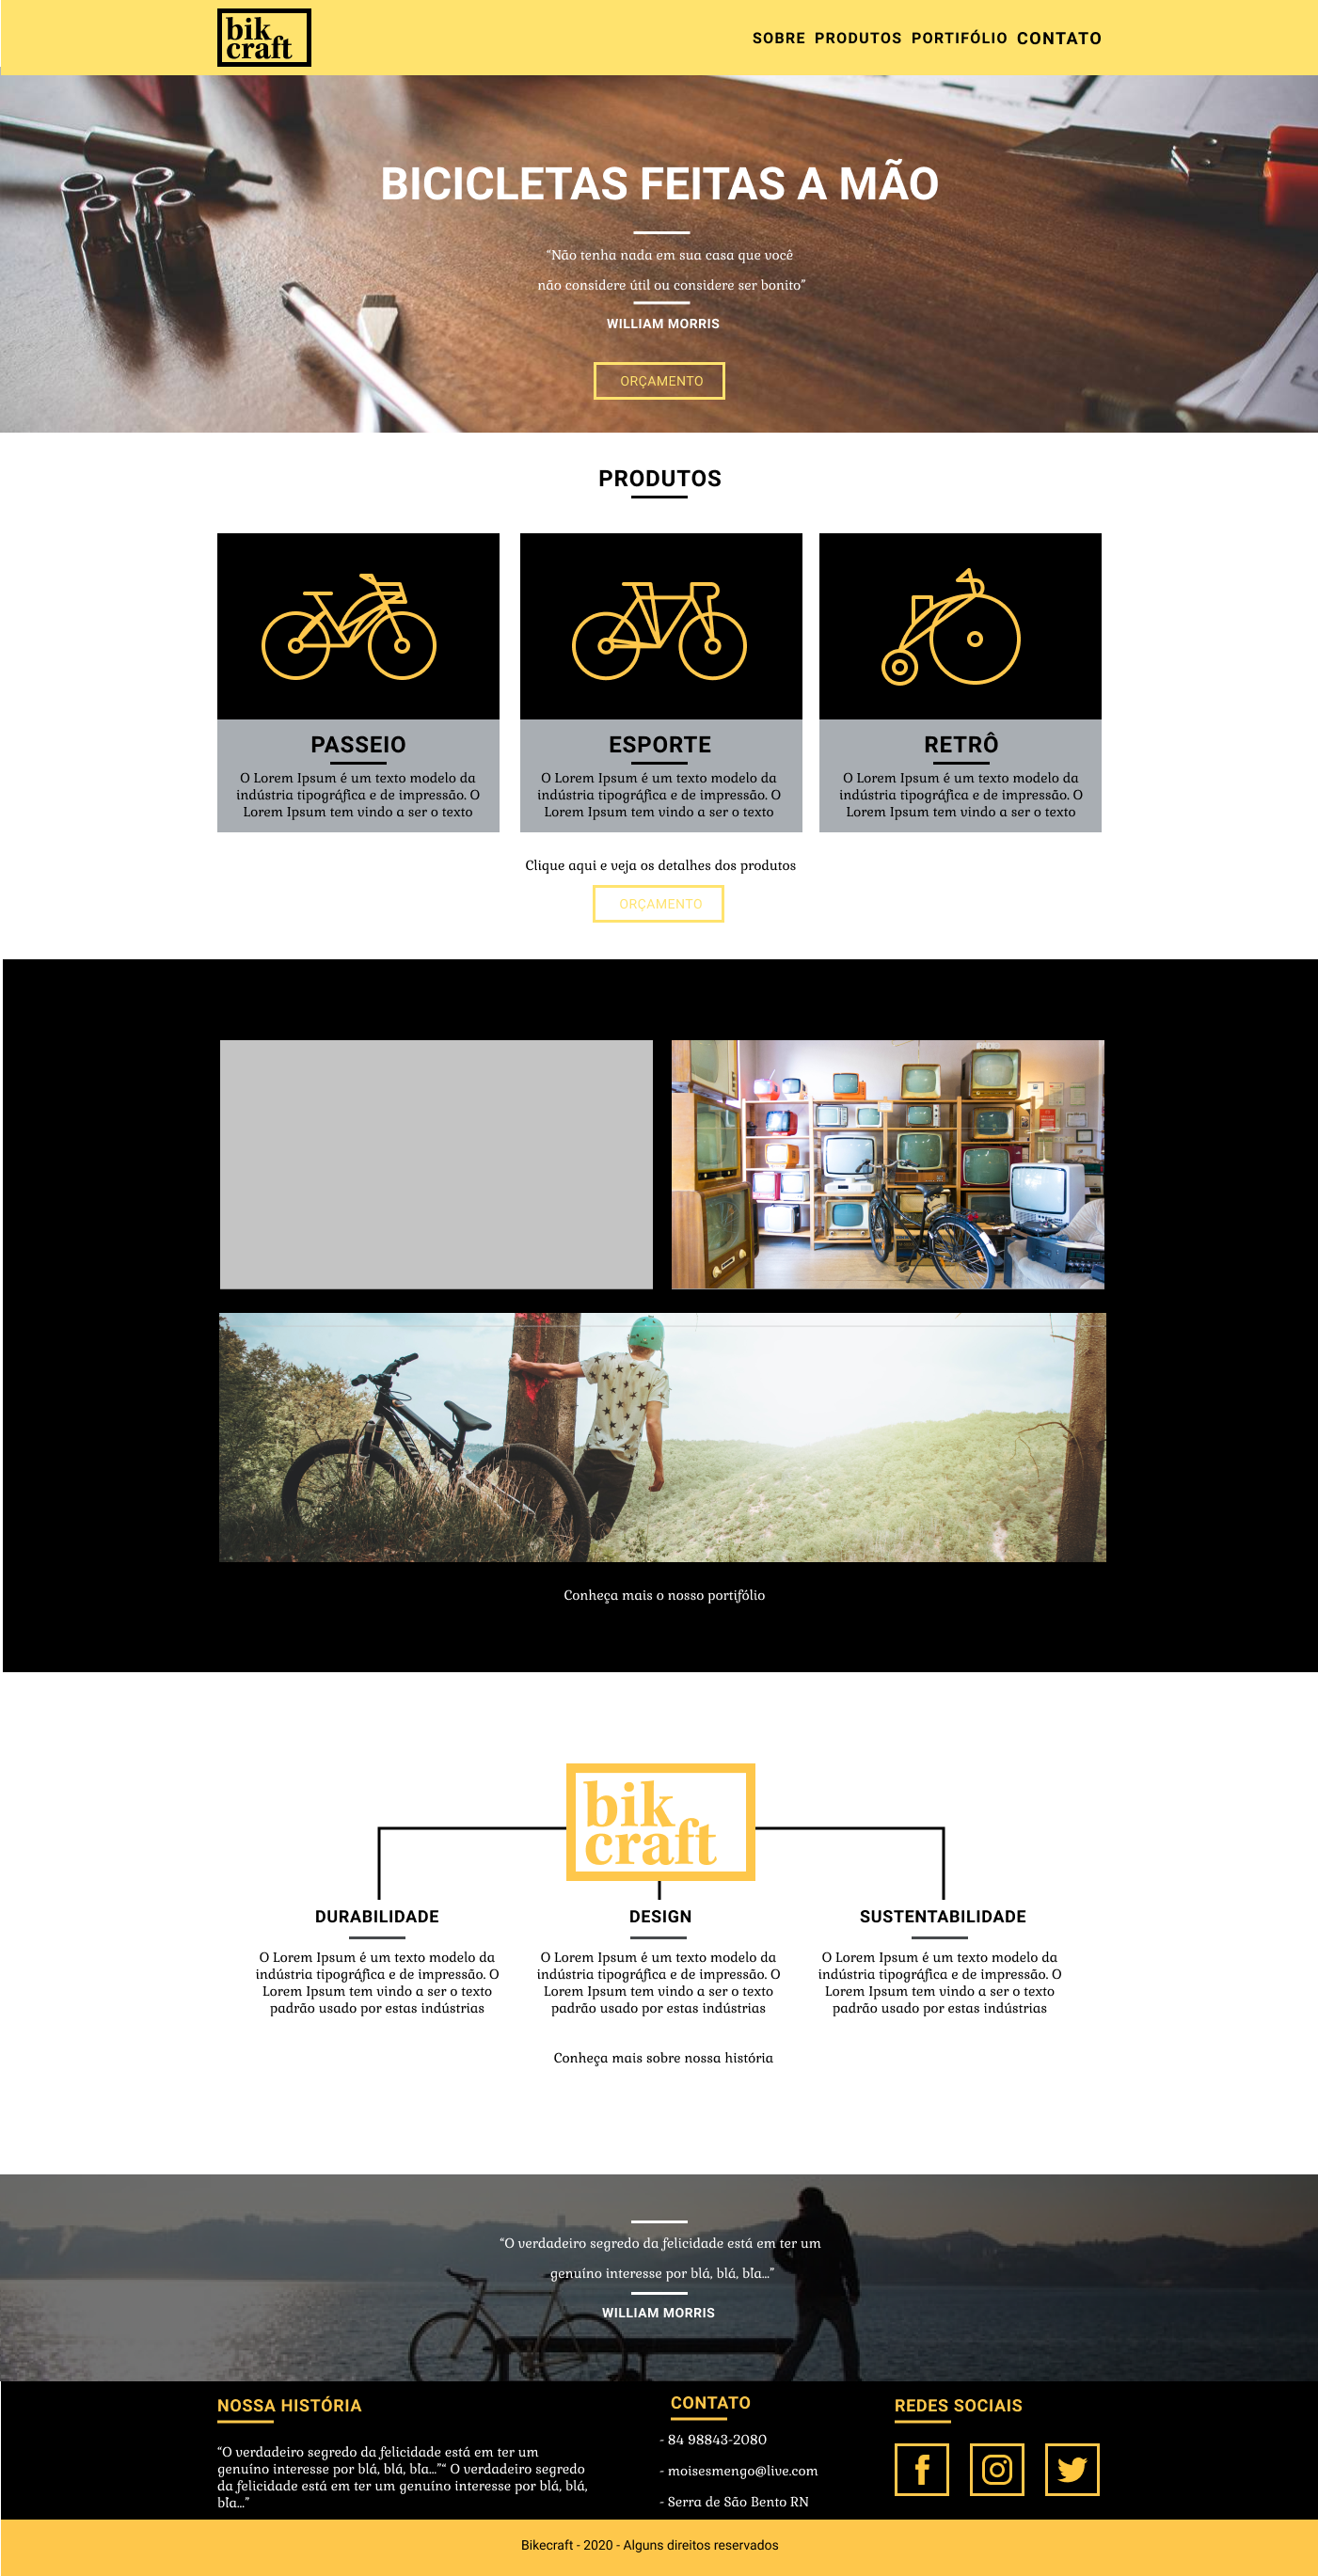 bik
craft
SOBRE PRODUTOS PORTIFÓLIO CONTATO
BICICLETAS FEITAS A MÃO
“Não tenha nada em sua casa que você
não considere útil ou considere ser bonito”
WILLIAM MORRIS
ORÇAMENTO
PRODUTOS
PASSEIO
O Lorem Ipsum é um texto modelo da
indústria tipográfica e de impressão. O
Lorem Ipsum tem vindo a ser o texto
ESPORTE
O Lorem Ipsum é um texto modelo da
indústria tipográfica e de impressão. O
Lorem Ipsum tem vindo a ser o texto
RETRÔ
O Lorem Ipsum é um texto modelo da
indústria tipográfica e de impressão. O
Lorem Ipsum tem vindo a ser o texto
Clique aqui e veja os detalhes dos produtos
ORÇAMENTO
Conheça mais o nosso portifólio
bik
craft
DURABILIDADE
O Lorem Ipsum é um texto modelo da
indústria tipográfica e de impressão. O
Lorem Ipsum tem vindo a ser o texto
padrão usado por estas indústrias
DESIGN
O Lorem Ipsum é um texto modelo da
indústria tipográfica e de impressão. O
Lorem Ipsum tem vindo a ser o texto
padrão usado por estas indústrias
SUSTENTABILIDADE
O Lorem Ipsum é um texto modelo da
indústria tipográfica e de impressão. O
Lorem Ipsum tem vindo a ser o texto
padrão usado por estas indústrias
Conheça mais sobre nossa história
“O verdadeiro segredo da felicidade está em ter um
genuíno interesse por blá, blá, bĺa...”
WILLIAM MORRIS
NOSSA HISTÓRIA
“O verdadeiro segredo da felicidade está em ter um
genuíno interesse por blá, blá, bĺa...”“ O verdadeiro segredo
da felicidade está em ter um genuíno interesse por blá, blá,
bĺa...”
CONTATO
- 84 98843-2080
- moisesmengo@live.com
- Serra de São Bento RN
REDES SOCIAIS
Bikecraft - 2020 - Alguns direitos reservados